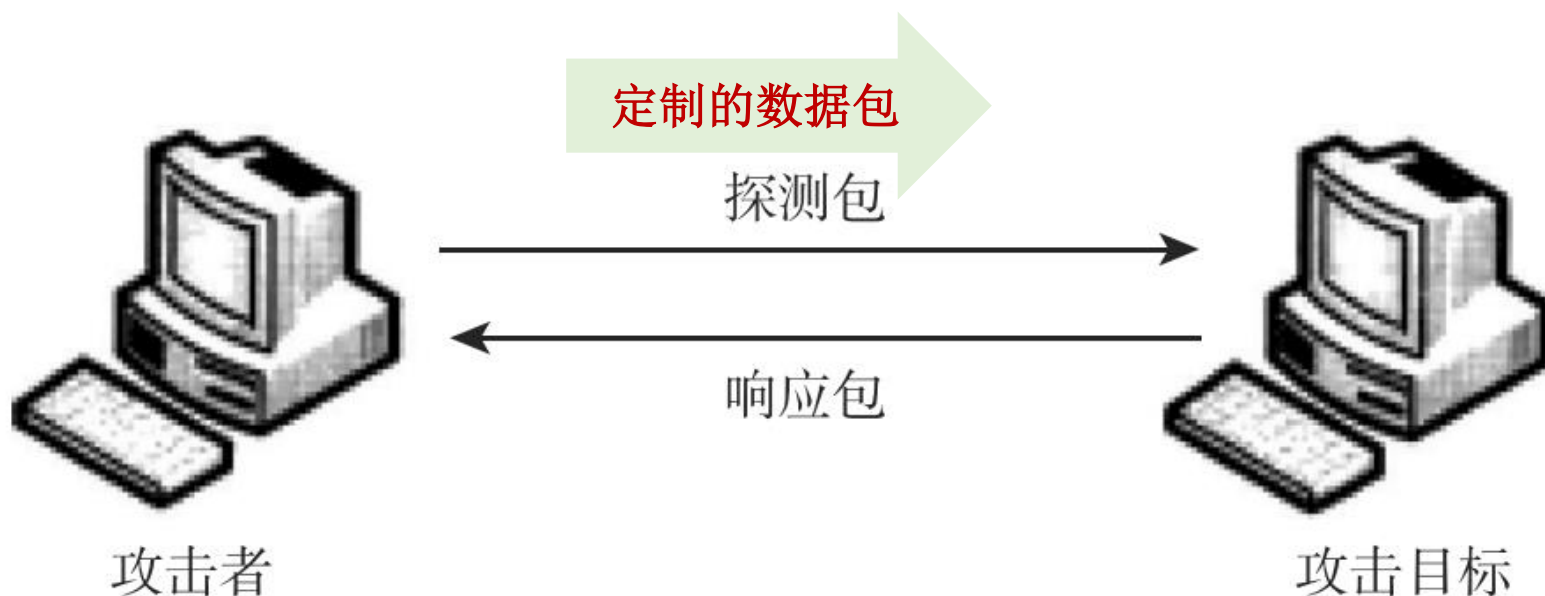 定制的数据包
探测包
响应包
攻击者
攻击目标